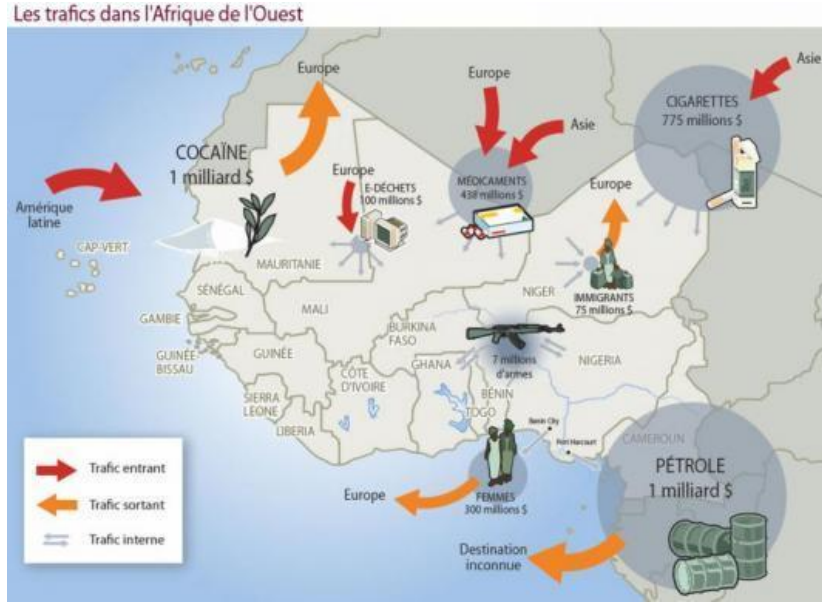 Les trafics dans l'Afrique de l'Ouest
Europe
Europe
Asie
Asie
CIGARETTES
775 millions $
COCAÏNE
1 milliard $
Amérique
latine
Europe
E-DÉCHETS
100 millions $
MÉDICAMENTS
438 millions $
Europe
CAP-VERT
MAURITANIE
SÉNÉGAL
MALI
NIGER
IMMIGRANTS
75 millions $
GAMBIE
GUINÉE-
BISSAU
GUINÉE
BURKINA
FASO
7 millions
d'armes
NIGERIA
SIERRA
LEONE
LIBERIA
CÔTE
D'IVOIRE
GHANA
BÉNIN
TOGO
Benin City
Port Harcourt
CAMEROUN
PÉTROLE
1 milliard $
Trafic entrant
Trafic sortant
Trafic interne
Europe
FEMMES
300 millions $
Destination
inconnue